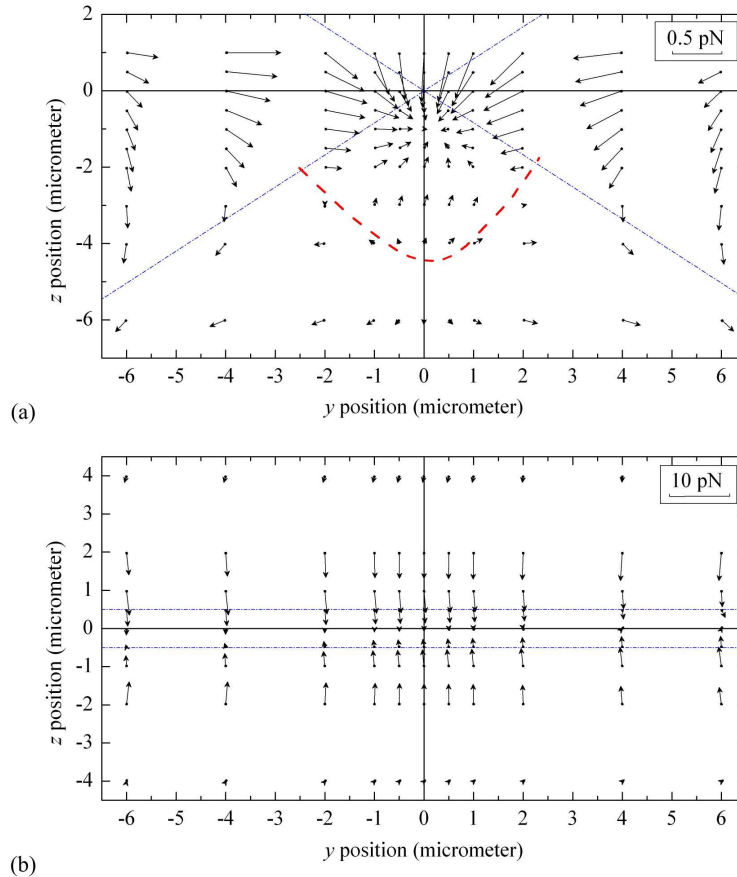 2
0
-2
-4
-6
z position (micrometer)
0.5 pN
-6 -5 -4 -3 -2 -1 0 1 2 3 4 5 6
y position (micrometer)
(a)
4
3
2
1
0
-1
-2
-3
-4
z position (micrometer)
10 pN
-6 -5 -4 -3 -2 -1 0 1 2 3 4 5 6
y position (micrometer)
(b)